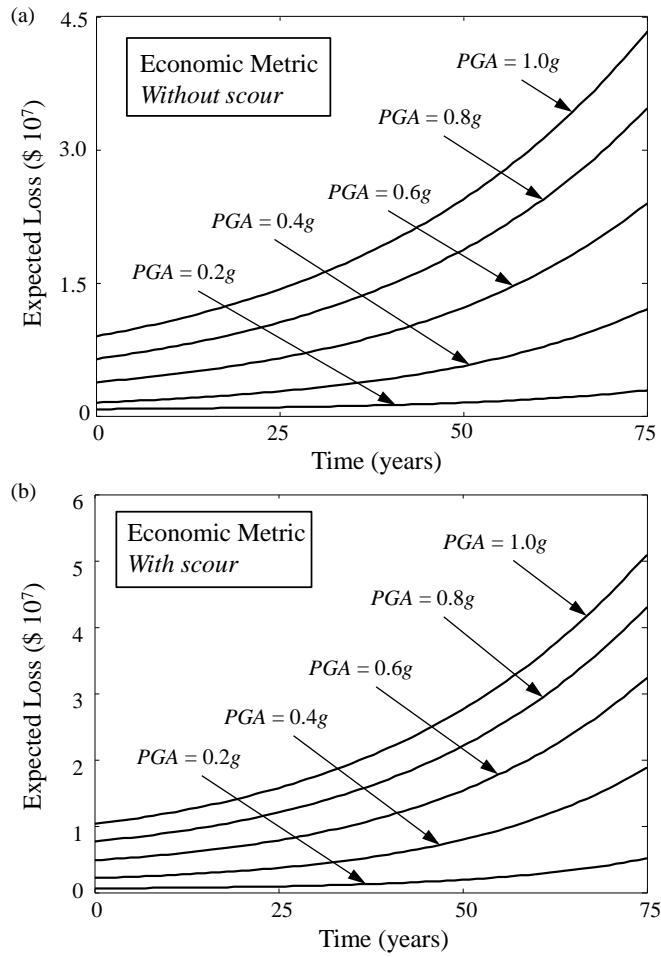 (a)
4.5
3.0
1.5
0
Expected Loss ($ 10⁷)
Economic Metric
Without scour
PGA = 1.0g
PGA = 0.8g
PGA = 0.6g
PGA = 0.4g
PGA = 0.2g
0 25 50 75
Time (years)
(b)
6
5
4
3
2
1
0
Expected Loss ($ 10⁷)
Economic Metric
With scour
PGA = 1.0g
PGA = 0.8g
PGA = 0.6g
PGA = 0.4g
PGA = 0.2g
0 25 50 75
Time (years)